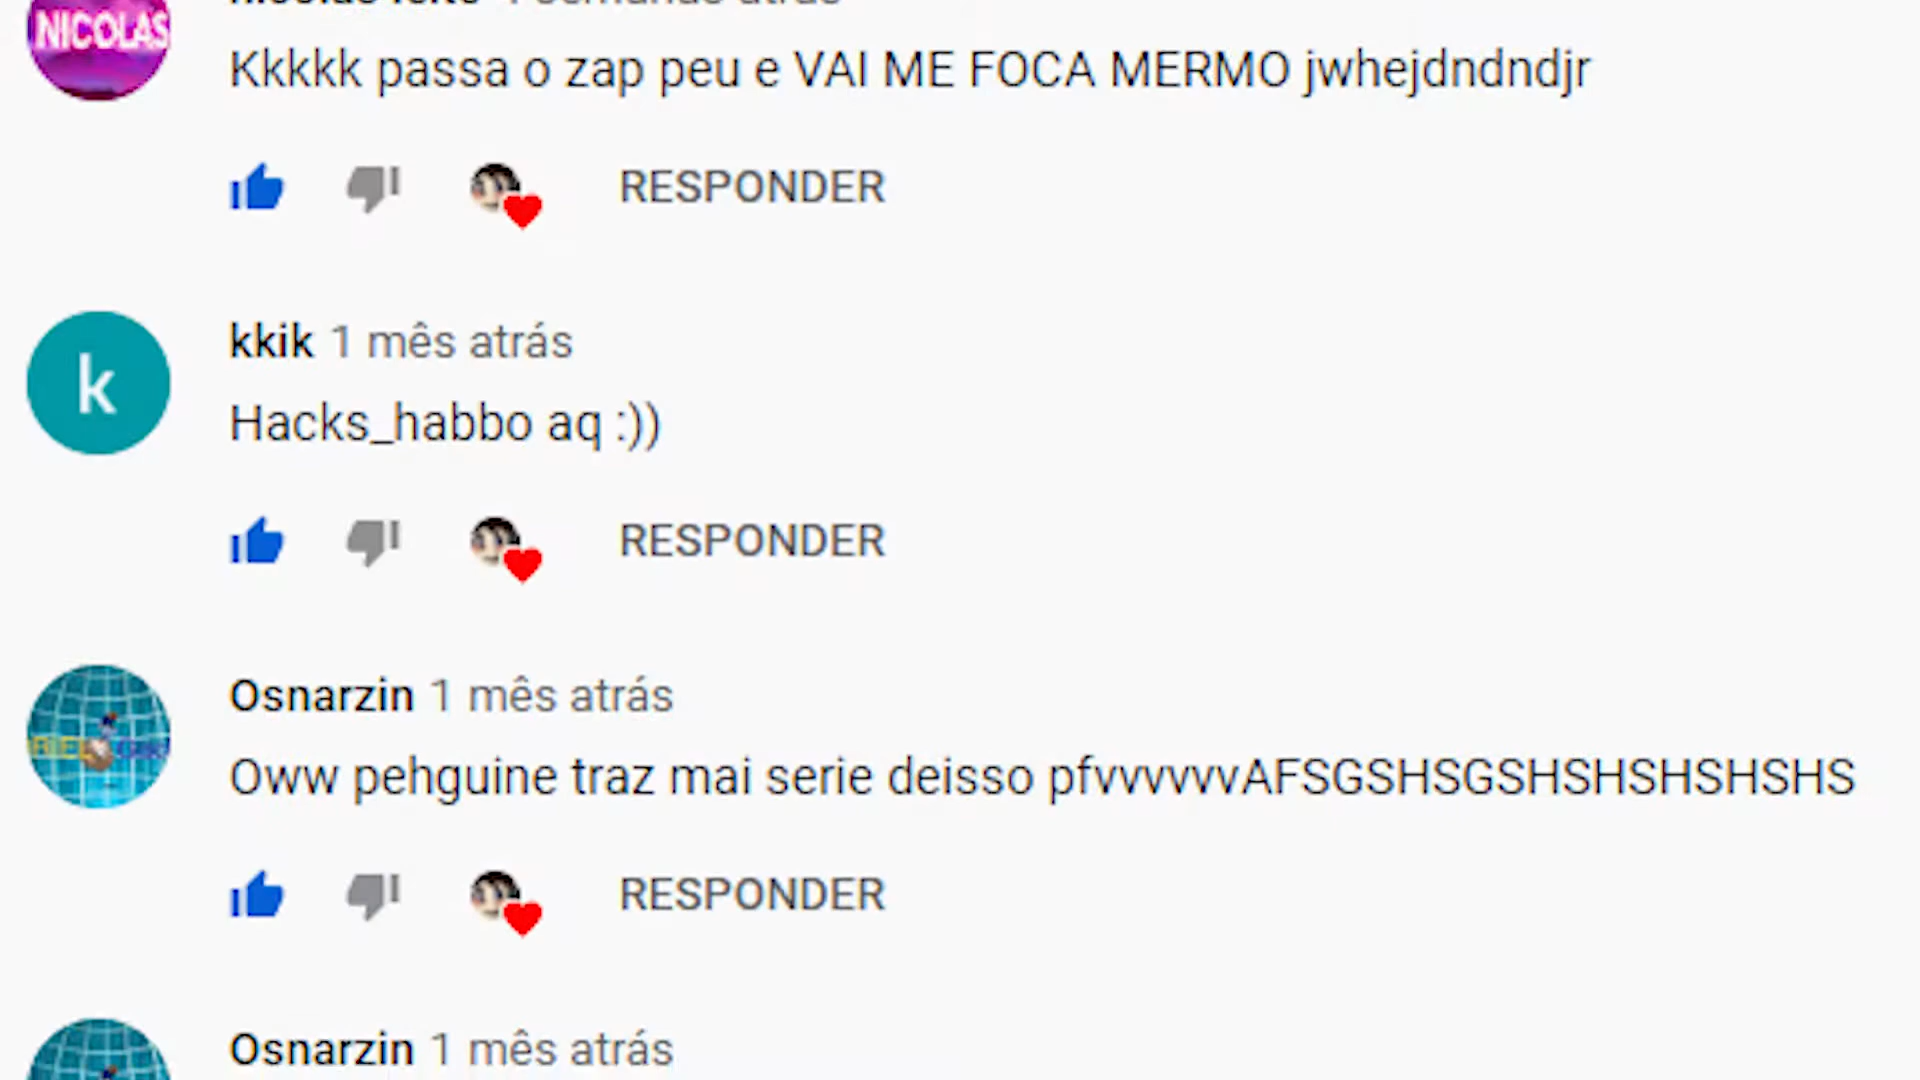 NICOLAS
Kkkkk passa o zap peu e VAI ME FOCA MERMO jwhejdndndjr
RESPONDER
k
kkik 1 mês atrás
Hacks_habbo aq :))
RESPONDER
Osnarzin 1 mês atrás
Oww pehguine traz mai serie deisso pfvvvvvvAFSGSHSGSHSHSHSHSHS
RESPONDER
Osnarzin 1 mês atrás